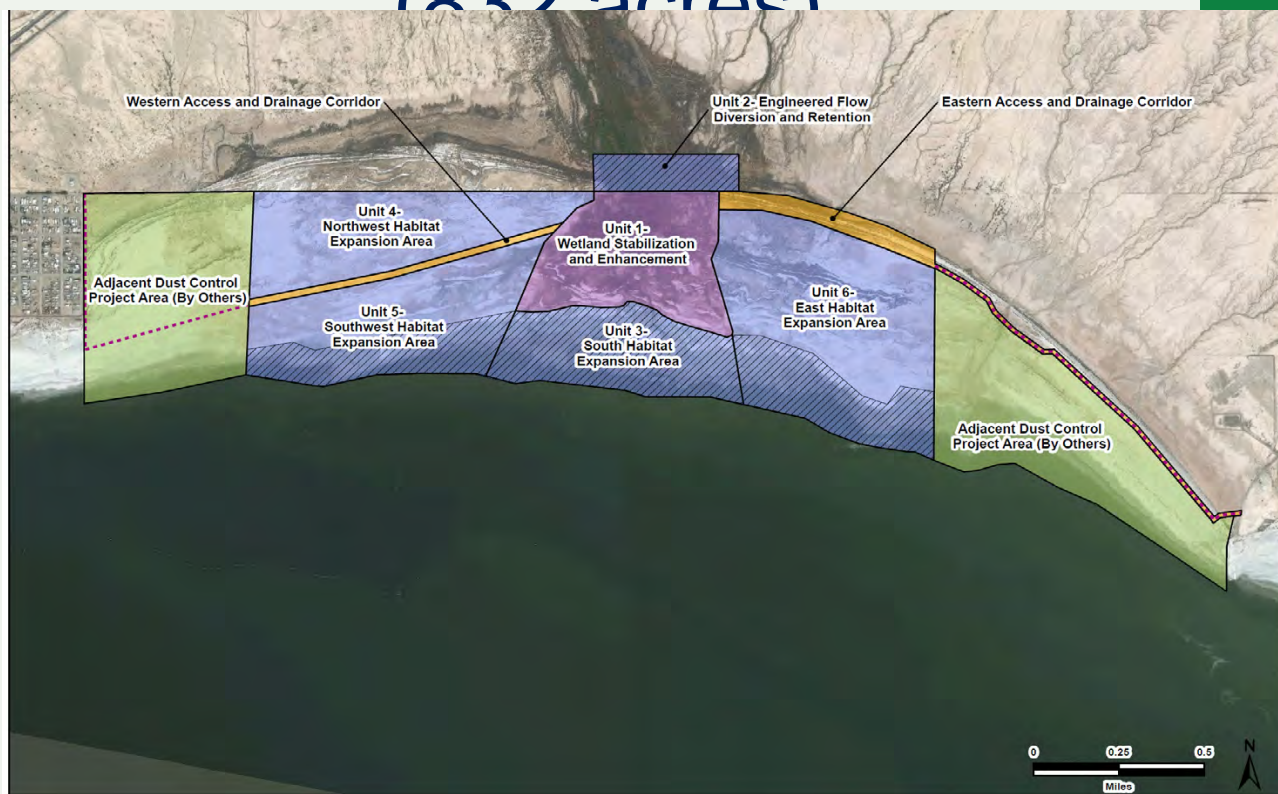 (832 acres)
Western Access and Drainage Corridor
Unit 2- Engineered Flow
Diversion and Retention
Eastern Access and Drainage Corridor
Unit 4-
Northwest Habitat
Expansion Area
Unit 1-
Wetland Stabilization
and Enhancement
Adjacent Dust Control
Project Area (By Others)
Unit 5-
Southwest Habitat
Expansion Area
Unit 6-
East Habitat
Expansion Area
Unit 3-
South Habitat
Expansion Area
Adjacent Dust Control
Project Area (By Others)
0 0.25 0.5
Miles
N